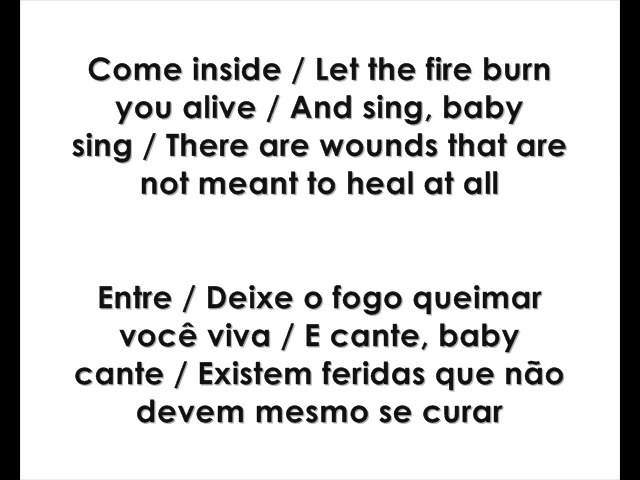 Come inside / Let the fire burn
you alive / And sing, baby
sing / There are wounds that are
not meant to heal at all
Entre / Deixe o fogo queimar
você viva / E cante, baby
cante / Existem feridas que não
devem mesmo se curar